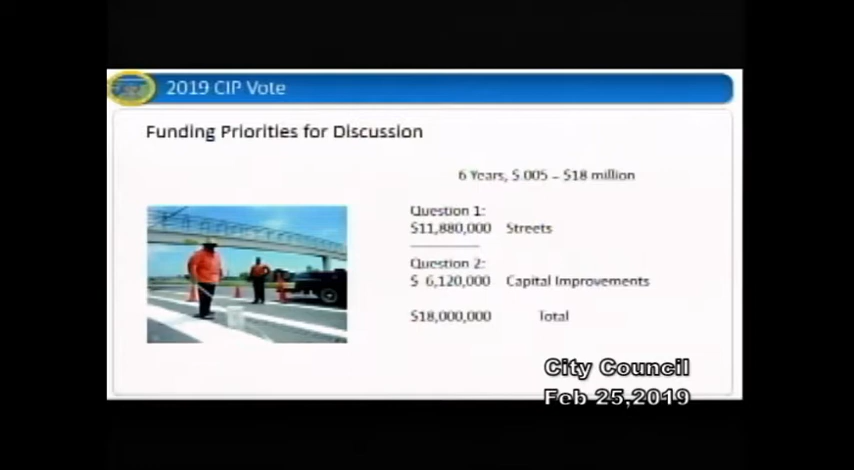 2019 CIP Vote
Funding Priorities for Discussion
6 Years, $.005 – $18 million
Question 1:
$11,880,000 Streets
Question 2:
$ 6,120,000 Capital Improvements
$18,000,000 Total
City Council
Feb 25,2019